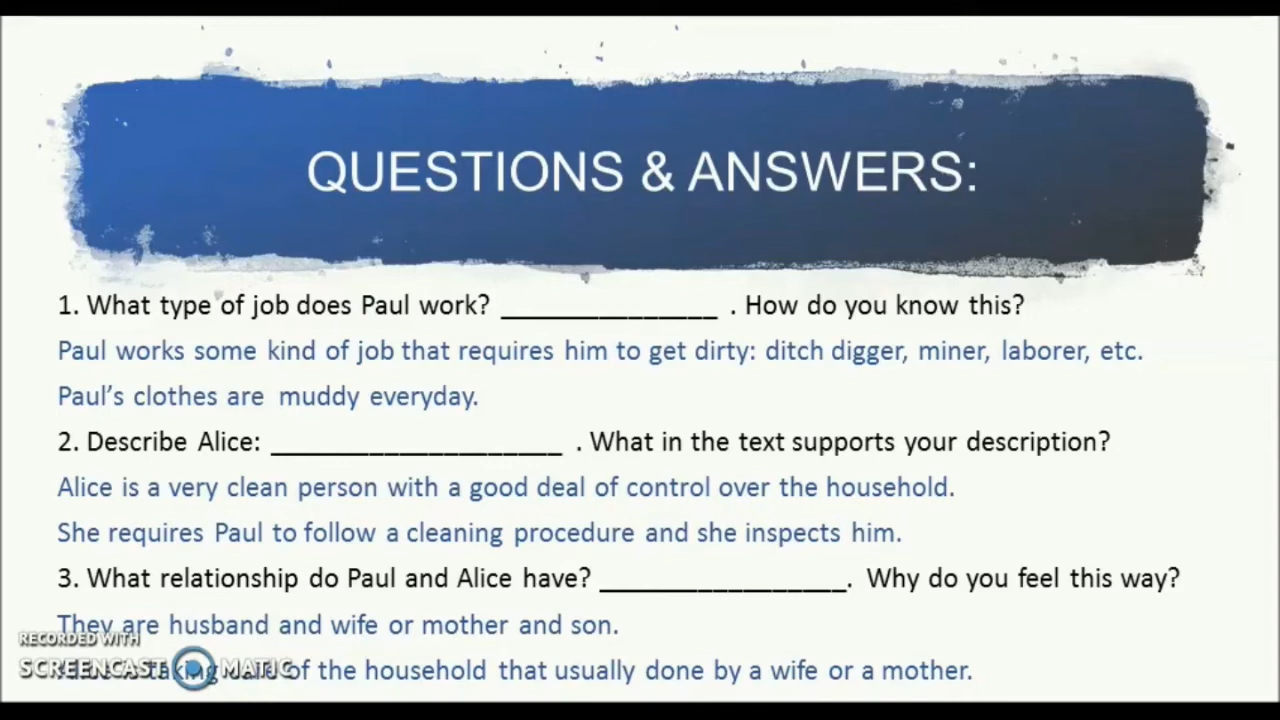 QUESTIONS & ANSWERS:
1. What type of job does Paul work? _______________ . How do you know this?
Paul works some kind of job that requires him to get dirty: ditch digger, miner, laborer, etc.
Paul’s clothes are muddy everyday.
2. Describe Alice: ____________________ . What in the text supports your description?
Alice is a very clean person with a good deal of control over the household.
She requires Paul to follow a cleaning procedure and she inspects him.
3. What relationship do Paul and Alice have? _________________. Why do you feel this way?
They are husband and wife or mother and son.
RECORDED WITH
taking of the household that usually done by a wife or a mother.
SCREENCAST MATIC